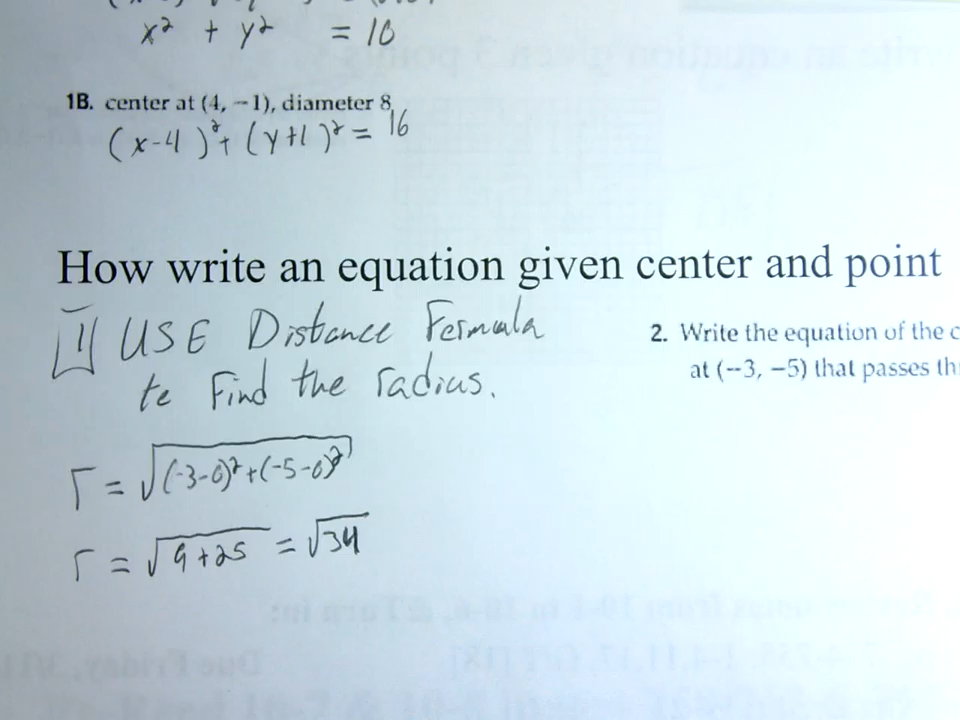 x² + y² = 10
1B. center at (4, −1), diameter 8
(x-4)² + (y+1)² = 16
How write an equation given center and point
1 USE Distance Formula
to Find the radius.
2. Write the equation of the
at (−3, −5) that passes
r = √((-3-0)²+(-5-0)²)
r = √9+25 = √34